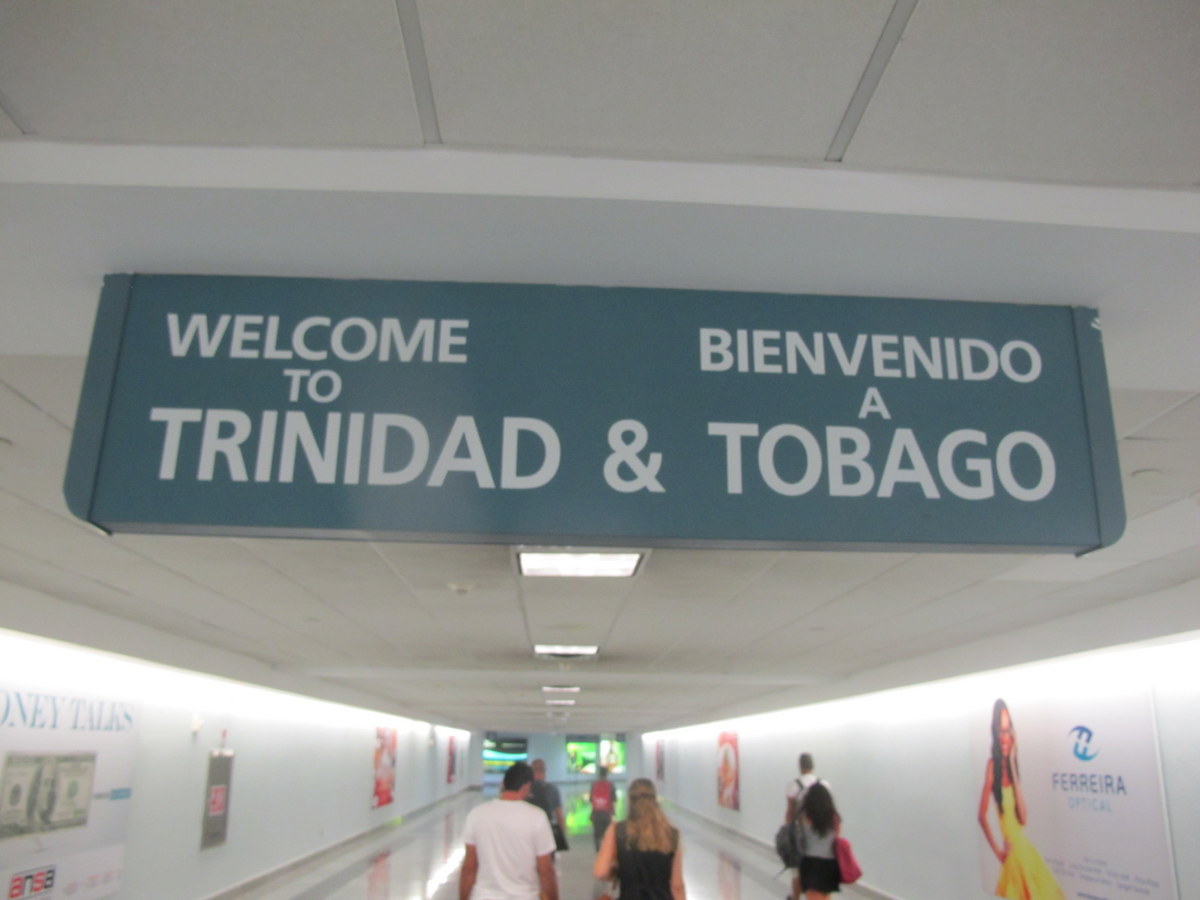 WELCOME
TO
BIENVENIDO
A
TRINIDAD & TOBAGO
ONEY TALKS
ansa
FERREIRA
OPTICAL